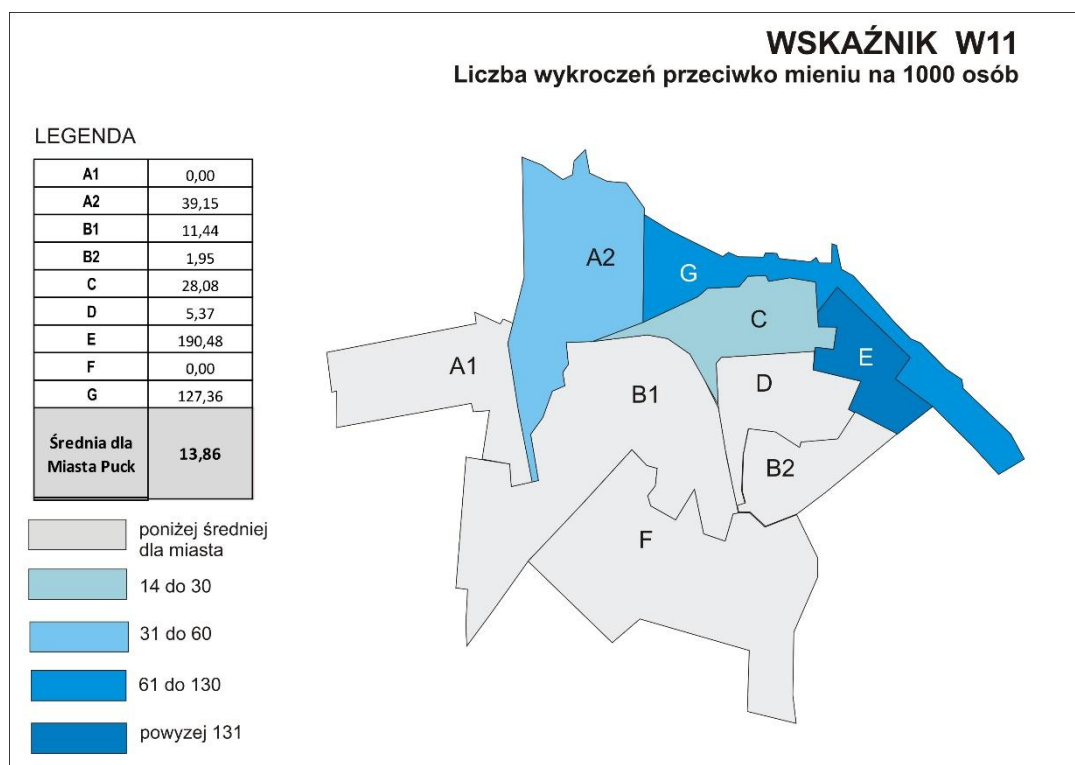 WSKAŹNIK W11
Liczba wykroczeń przeciwko mieniu na 1000 osób
LEGENDA
A1 0,00
A2 39,15
B1 11,44
B2 1,95
C 28,08
D 5,37
E 190,48
F 0,00
G 127,36
Średnia dla
Miasta Puck 13,86
poniżej średniej
dla miasta
14 do 30
31 do 60
61 do 130
powyzej 131
A2
G
C
A1
E
B1
D
B2
F